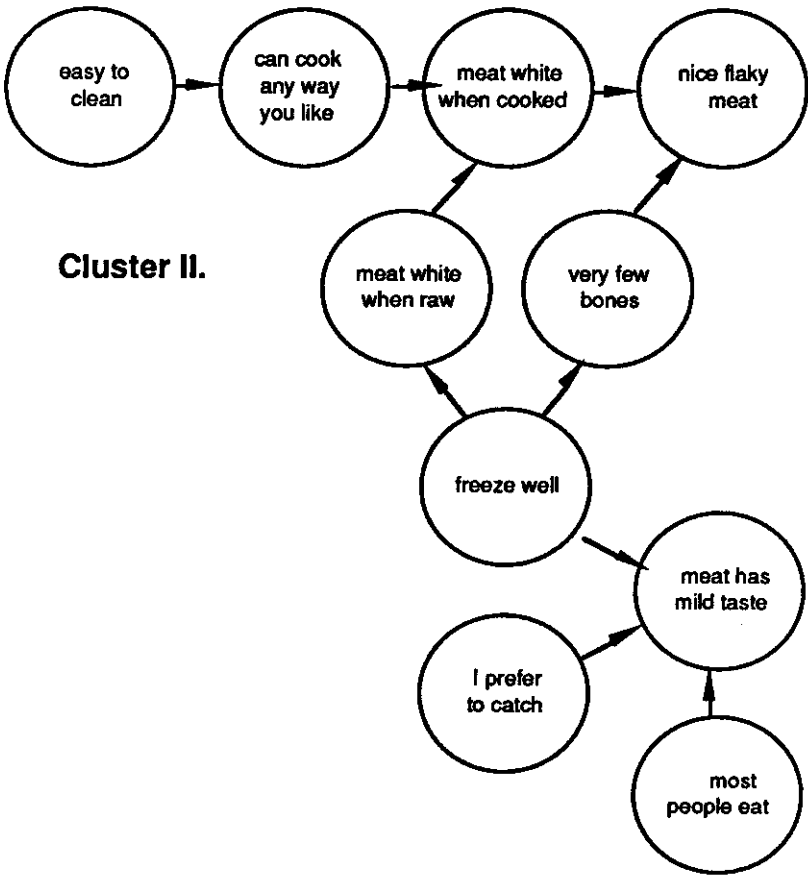 easy to
clean
can cook
any way
you like
meat white
when cooked
nice flaky
meat
Cluster II.
meat white
when raw
very few
bones
freeze well
meat has
mild taste
I prefer
to catch
most
people eat